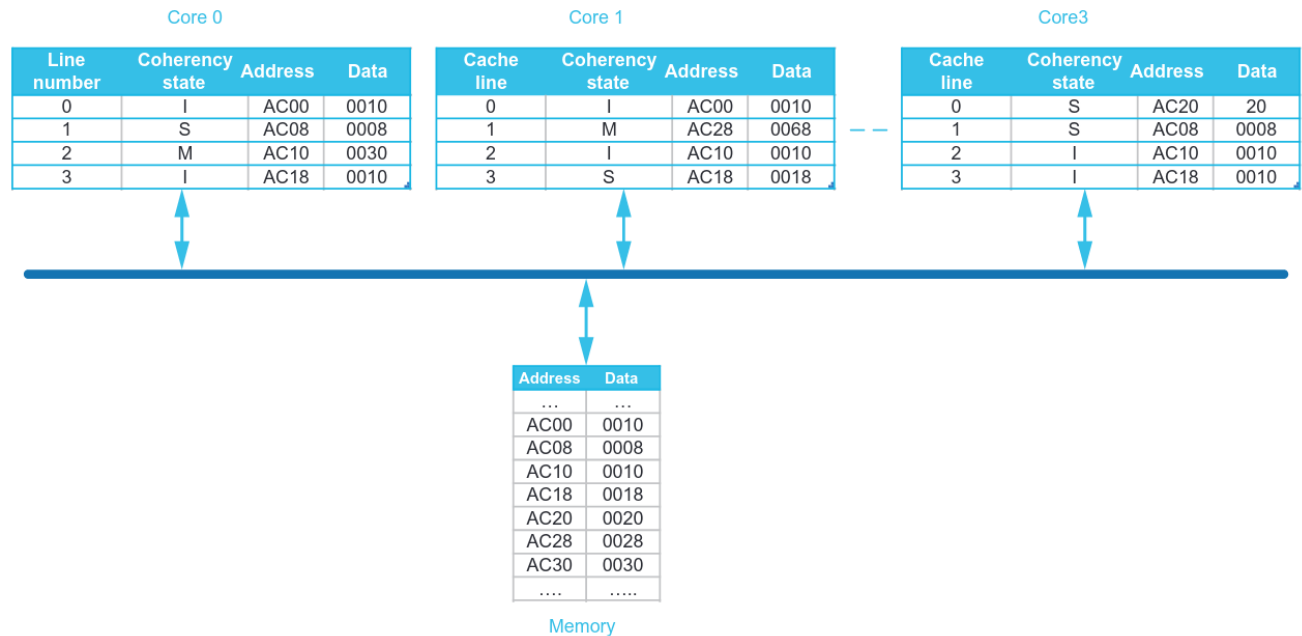 Core 0 Core 1 Core3
Line number Coherency state Address Data
0 I AC00 0010
1 S AC08 0008
2 M AC10 0030
3 I AC18 0010
Cache line Coherency state Address Data
0 I AC00 0010
1 M AC28 0068
2 I AC10 0010
3 S AC18 0018
Cache line Coherency state Address Data
0 S AC20 20
1 S AC08 0008
2 I AC10 0010
3 I AC18 0010
Address Data
... ...
AC00 0010
AC08 0008
AC10 0010
AC18 0018
AC20 0020
AC28 0028
AC30 0030
.... .....
Memory